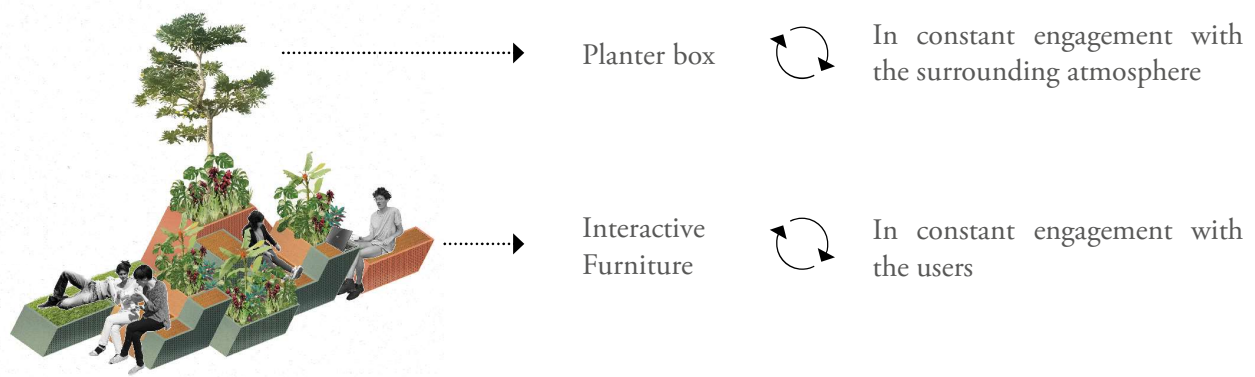 Planter box
In constant engagement with
the surrounding atmosphere
Interactive
Furniture
In constant engagement with
the users